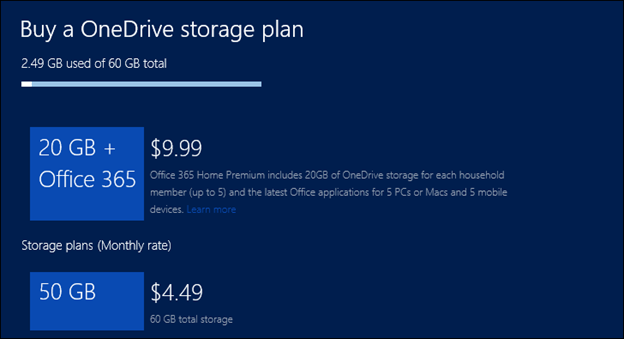 Buy a OneDrive storage plan
2.49 GB used of 60 GB total
20 GB +
Office 365
$9.99
Office 365 Home Premium includes 20GB of OneDrive storage for each household
member (up to 5) and the latest Office applications for 5 PCs or Macs and 5 mobile
devices. Learn more
Storage plans (Monthly rate)
50 GB
$4.49
60 GB total storage